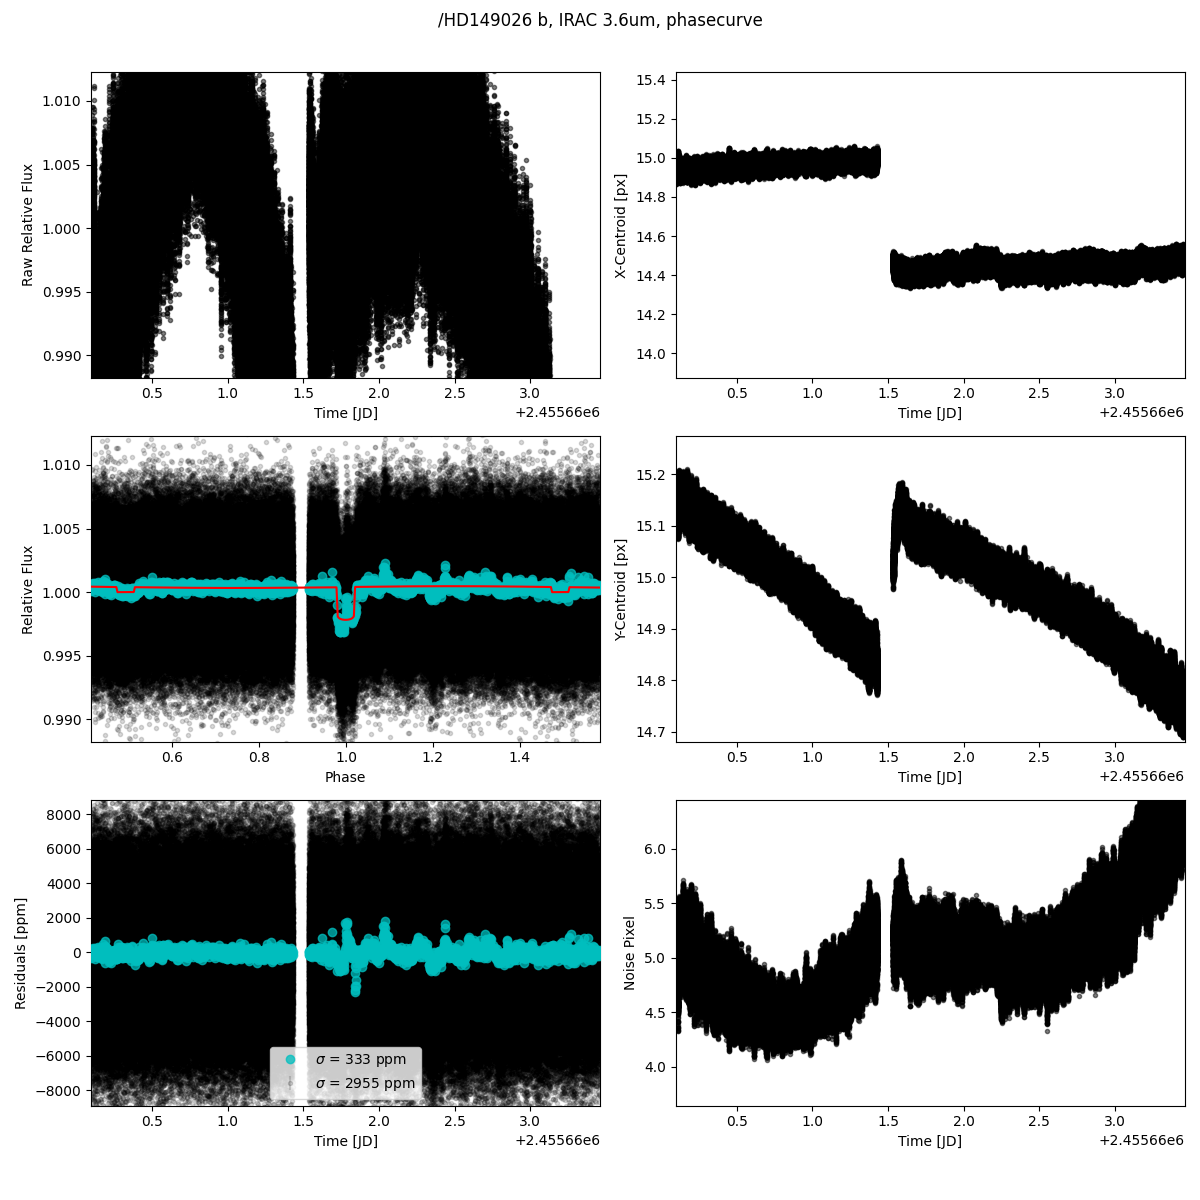 /HD149026 b, IRAC 3.6um, phasecurve
Raw Relative Flux
1.010
1.005
1.000
0.995
0.990
0.5 1.0 1.5 2.0 2.5 3.0
Time [JD]
+2.45566e6
X-Centroid [px]
15.4
15.2
15.0
14.8
14.6
14.4
14.2
14.0
0.5 1.0 1.5 2.0 2.5 3.0
Time [JD]
+2.45566e6
Relative Flux
1.010
1.005
1.000
0.995
0.990
0.6 0.8 1.0 1.2 1.4
Phase
Y-Centroid [px]
15.2
15.1
15.0
14.9
14.8
14.7
0.5 1.0 1.5 2.0 2.5 3.0
Time [JD]
+2.45566e6
Residuals [ppm]
8000
6000
4000
2000
0
−2000
−4000
−6000
−8000
σ = 333 ppm
σ = 2955 ppm
0.5 1.0 1.5 2.0 2.5 3.0
Time [JD]
+2.45566e6
Noise Pixel
6.0
5.5
5.0
4.5
4.0
0.5 1.0 1.5 2.0 2.5 3.0
Time [JD]
+2.45566e6